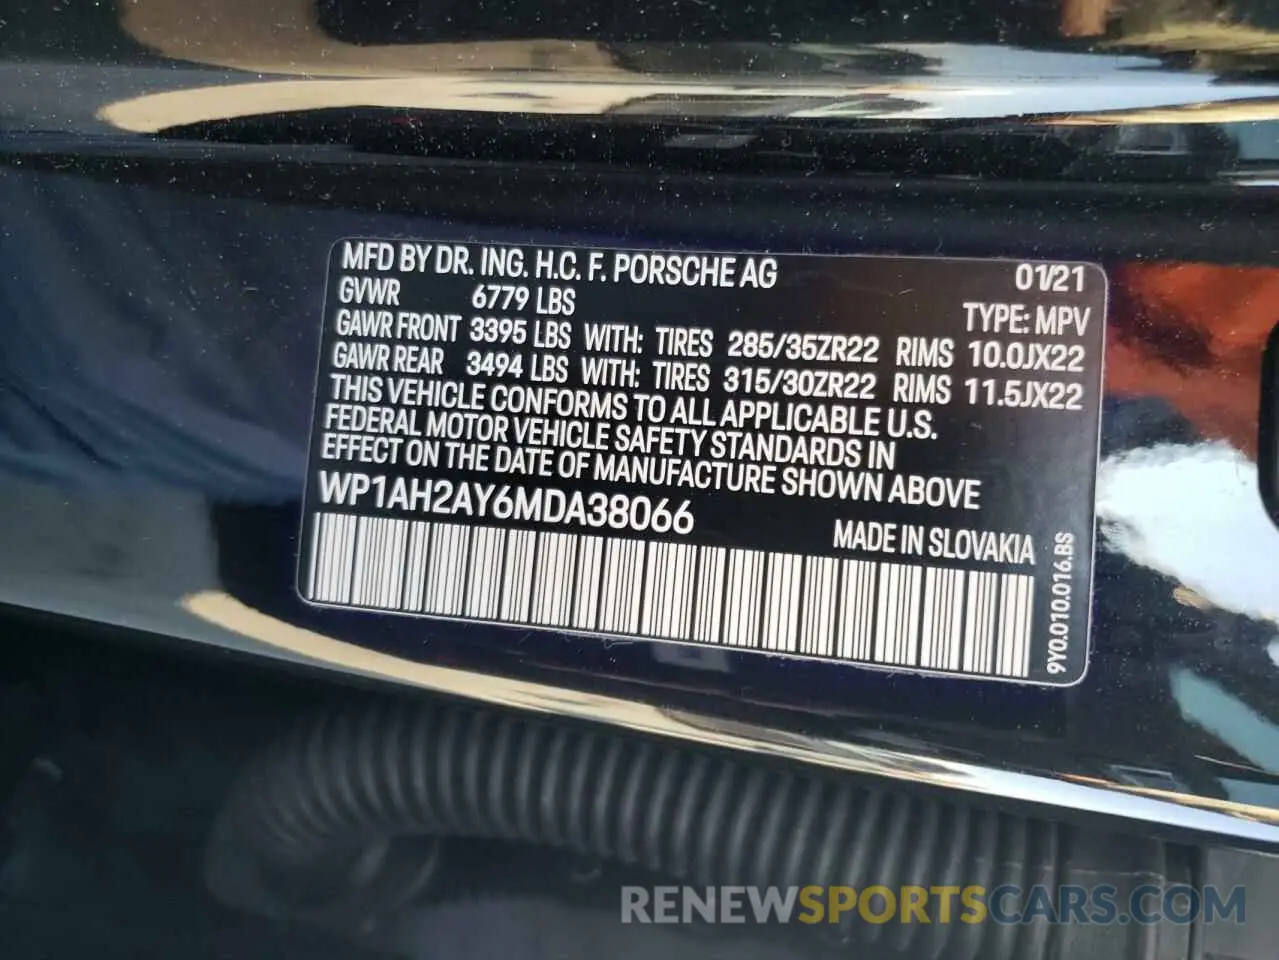 MFD BY DR. ING. H.C. F. PORSCHE AG 01/21
GVWR 6779 LBS TYPE: MPV
GAWR FRONT 3395 LBS WITH: TIRES 285/35ZR22 RIMS 10.0JX22
GAWR REAR 3494 LBS WITH: TIRES 315/30ZR22 RIMS 11.5JX22
THIS VEHICLE CONFORMS TO ALL APPLICABLE U.S.
FEDERAL MOTOR VEHICLE SAFETY STANDARDS IN
EFFECT ON THE DATE OF MANUFACTURE SHOWN ABOVE
WP1AH2AY6MDA38066
MADE IN SLOVAKIA
9Y0.010.016.BS
RENEWSPORTSCARS.COM